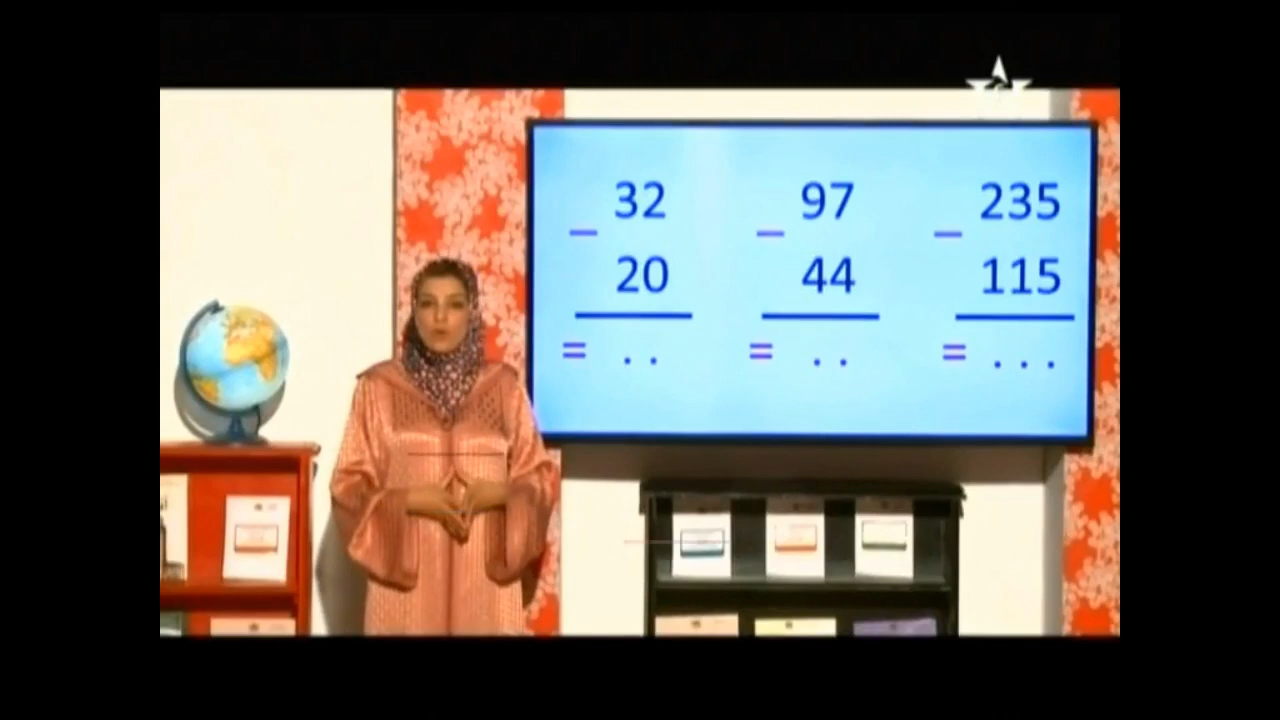 32 97 235
_ _ _
20 44 115
= . . = . . = . . .